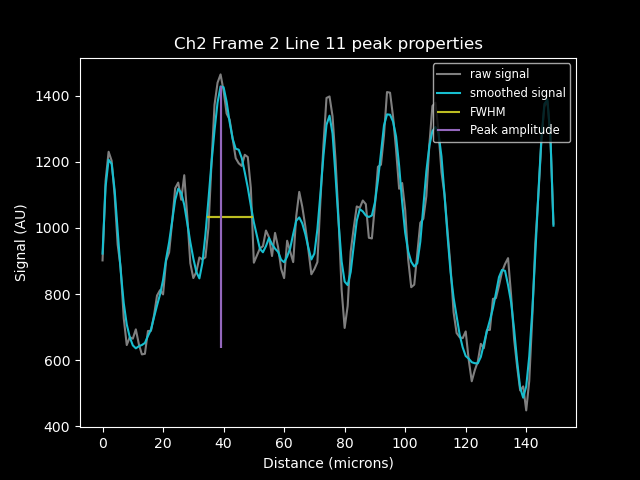 Ch2 Frame 2 Line 11 peak properties
raw signal
smoothed signal
FWHM
Peak amplitude
1400
1200
1000
800
600
400
Signal (AU)
0 20 40 60 80 100 120 140
Distance (microns)